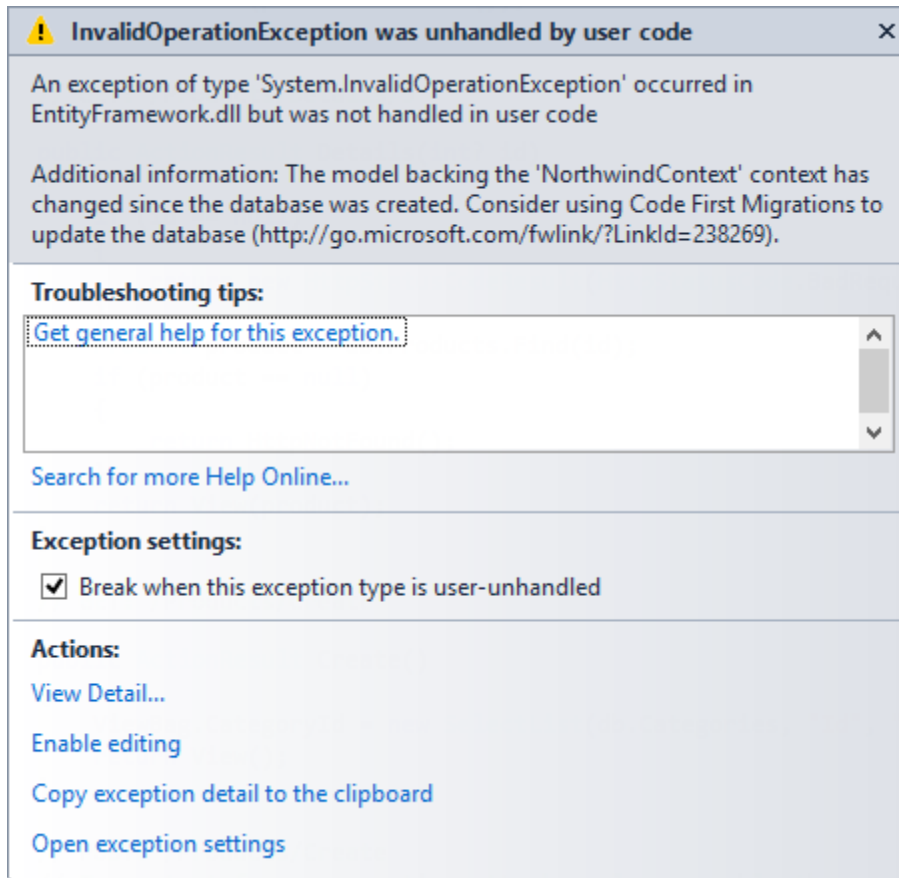 InvalidOperationException was unhandled by user code
An exception of type 'System.InvalidOperationException' occurred in
EntityFramework.dll but was not handled in user code
Additional information: The model backing the 'NorthwindContext' context has
changed since the database was created. Consider using Code First Migrations to
update the database (http://go.microsoft.com/fwlink/?LinkId=238269).
Troubleshooting tips:
Get general help for this exception.
Search for more Help Online...
Exception settings:
Break when this exception type is user-unhandled
Actions:
View Detail...
Enable editing
Copy exception detail to the clipboard
Open exception settings